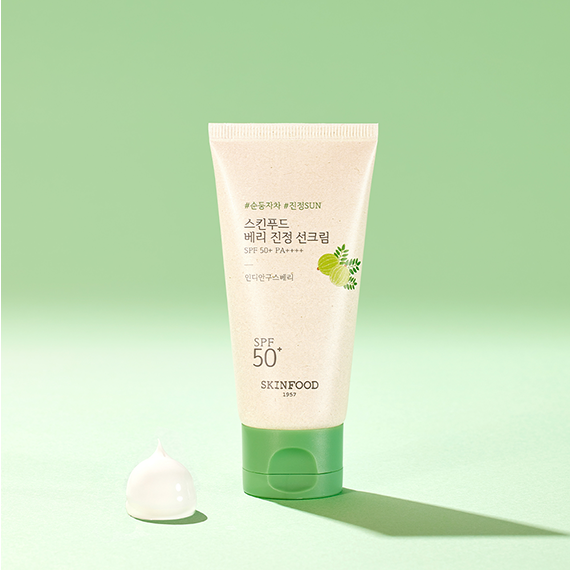 #순둥자차 #진정SUN
스킨푸드
베리 진정 선크림
SPF 50+ PA++++
인디안구스베리
SPF
50+
SKINFOOD
1957